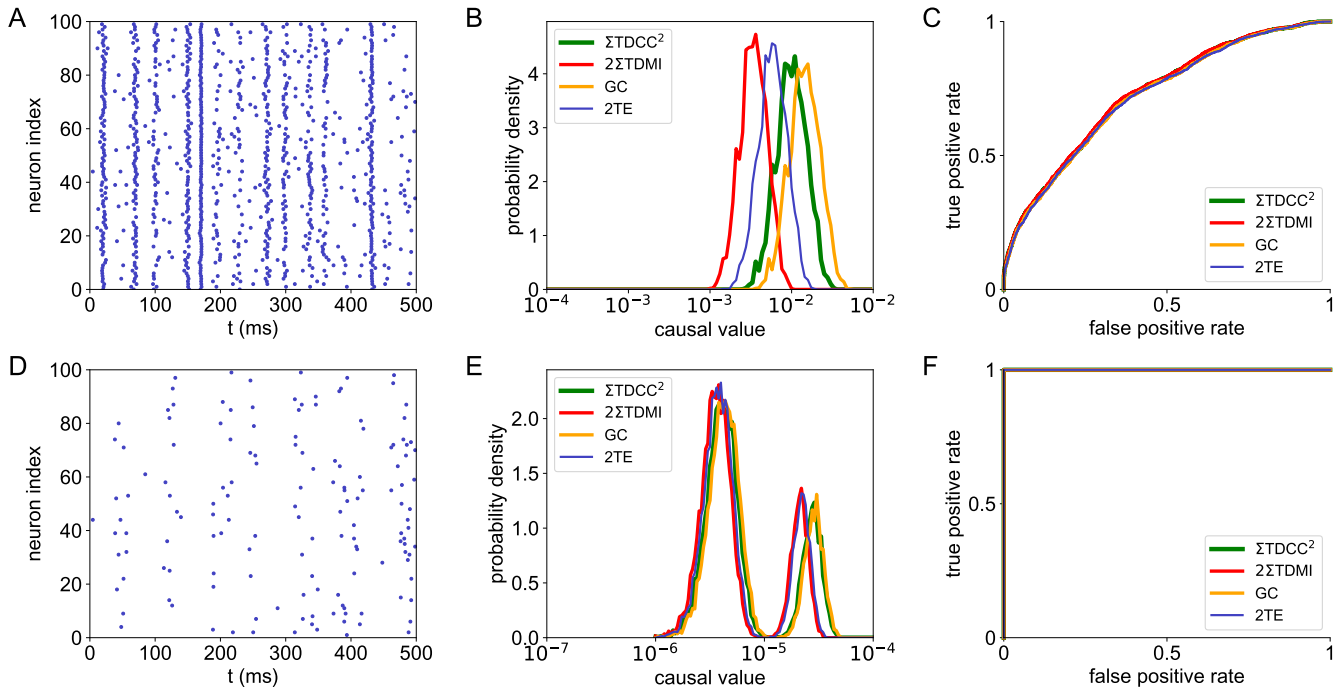 A
neuron index
100
80
60
40
20
0
0
100
200
300
400
500
t (ms)
B
probability density
4
3
2
1
0
ΣTDCC²
2ΣTDMI
GC
2TE
10⁻⁴
10⁻³
10⁻³
10⁻²
10⁻²
causal value
C
true positive rate
1
0.5
0
ΣTDCC²
2ΣTDMI
GC
2TE
0
0.5
1
false positive rate
D
neuron index
100
80
60
40
20
0
0
100
200
300
400
500
t (ms)
E
probability density
2.0
1.5
1.0
0.5
0.0
ΣTDCC²
2ΣTDMI
GC
2TE
10⁻⁷
10⁻⁶
10⁻⁵
10⁻⁴
causal value
F
true positive rate
1
0.5
0
ΣTDCC²
2ΣTDMI
GC
2TE
0
0.5
1
false positive rate